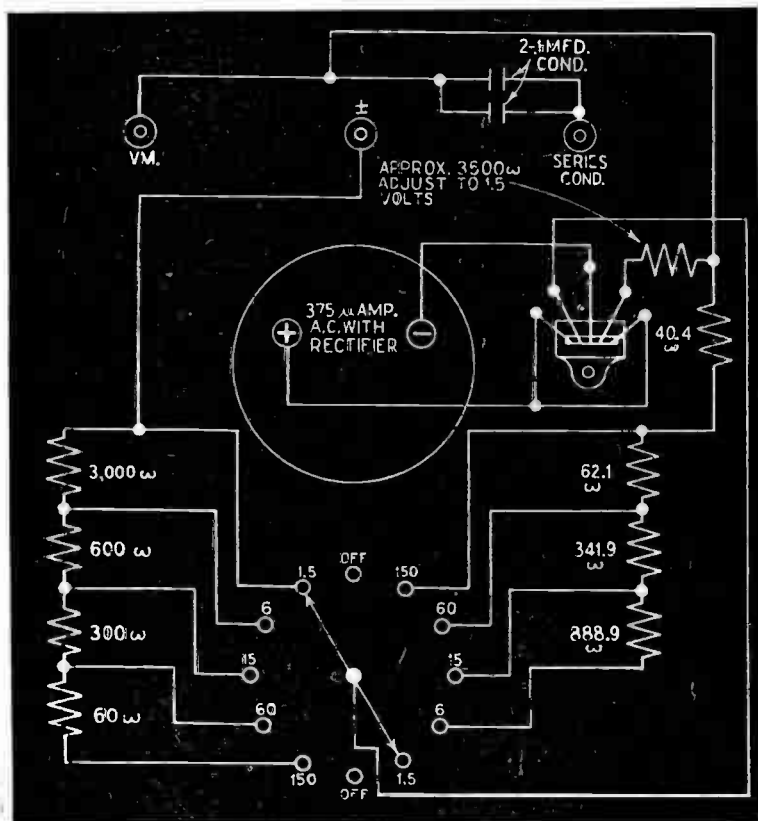 2-1MFD.
COND.
VM.
±
SERIES
COND.
APPROX. 3500ω
ADJUST TO 1.5
VOLTS
375 μAMP.
A.C. WITH
RECTIFIER
+
−
40.4
ω
3,000 ω
600 ω
300 ω
60 ω
62.1
ω
341.9
ω
888.9
ω
OFF
1.5
150
6
60
15
15
60
6
150
1.5
OFF